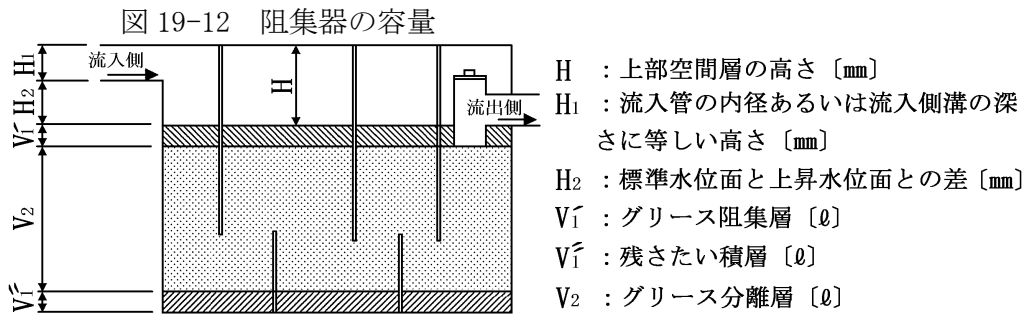 図 19-12 阻集器の容量
H1
流入側
H2
V1´
V2
V1˝
H
流出側
H :上部空間層の高さ〔㎜〕
H1 :流入管の内径あるいは流入側溝の深
さに等しい高さ〔㎜〕
H2 :標準水位面と上昇水位面との差〔㎜〕
V1´ :グリース阻集層〔ℓ〕
V1˝ :残さたい積層〔ℓ〕
V2 :グリース分離層〔ℓ〕